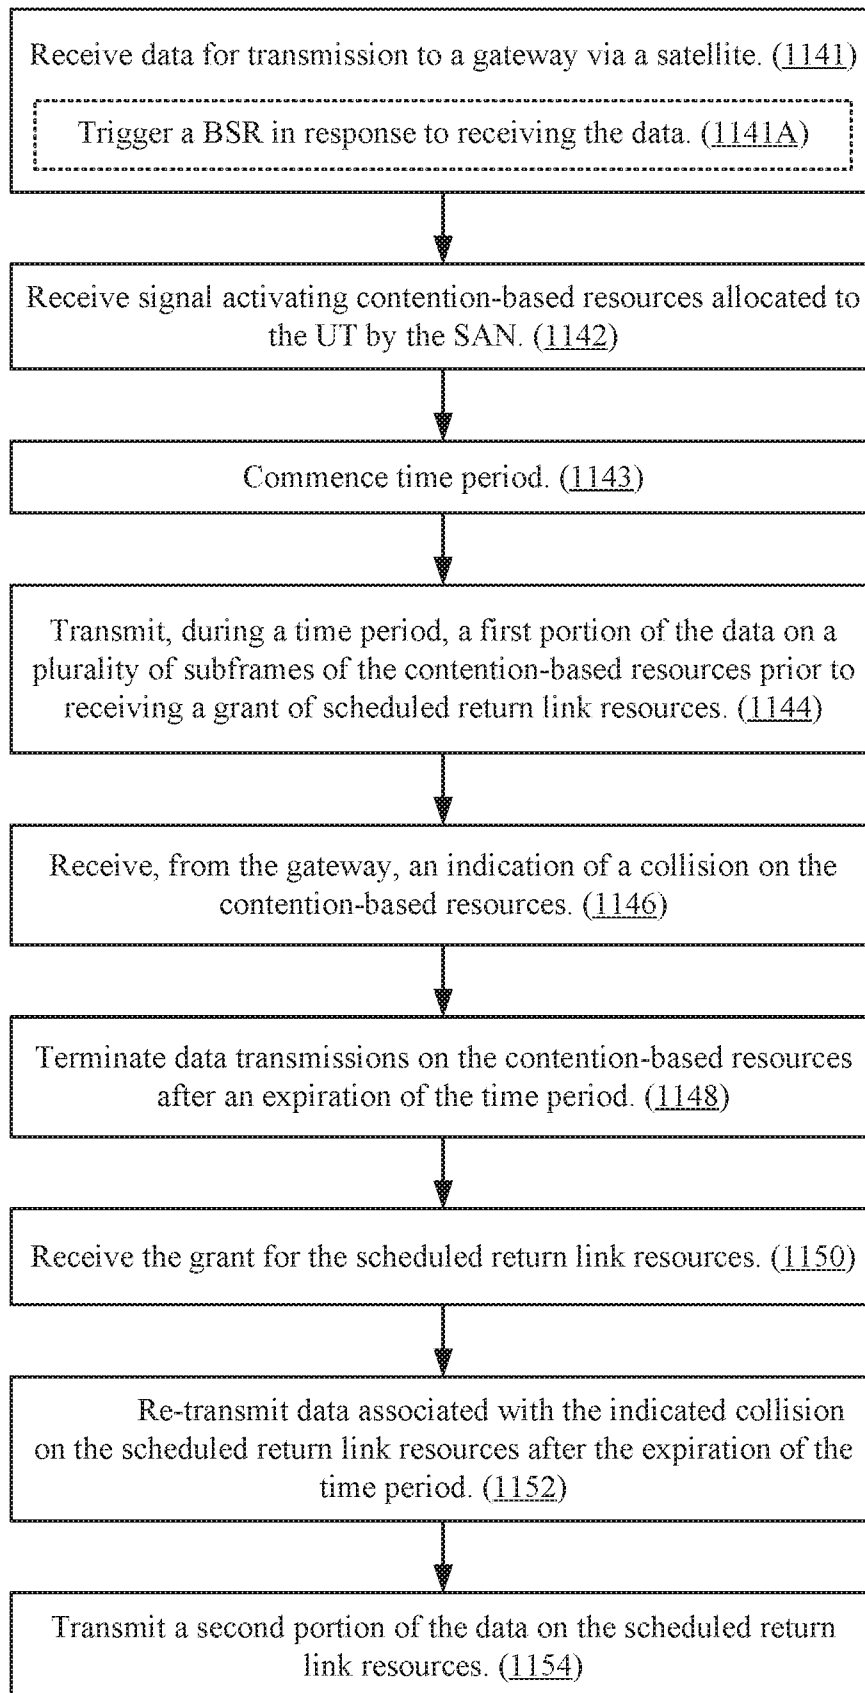 Receive data for transmission to a gateway via a satellite. (1141)
Trigger a BSR in response to receiving the data. (1141A)
Receive signal activating contention-based resources allocated to
the UT by the SAN. (1142)
Commence time period. (1143)
Transmit, during a time period, a first portion of the data on a
plurality of subframes of the contention-based resources prior to
receiving a grant of scheduled return link resources. (1144)
Receive, from the gateway, an indication of a collision on the
contention-based resources. (1146)
Terminate data transmissions on the contention-based resources
after an expiration of the time period. (1148)
Receive the grant for the scheduled return link resources. (1150)
Re-transmit data associated with the indicated collision
on the scheduled return link resources after the expiration of the
time period. (1152)
Transmit a second portion of the data on the scheduled return
link resources. (1154)